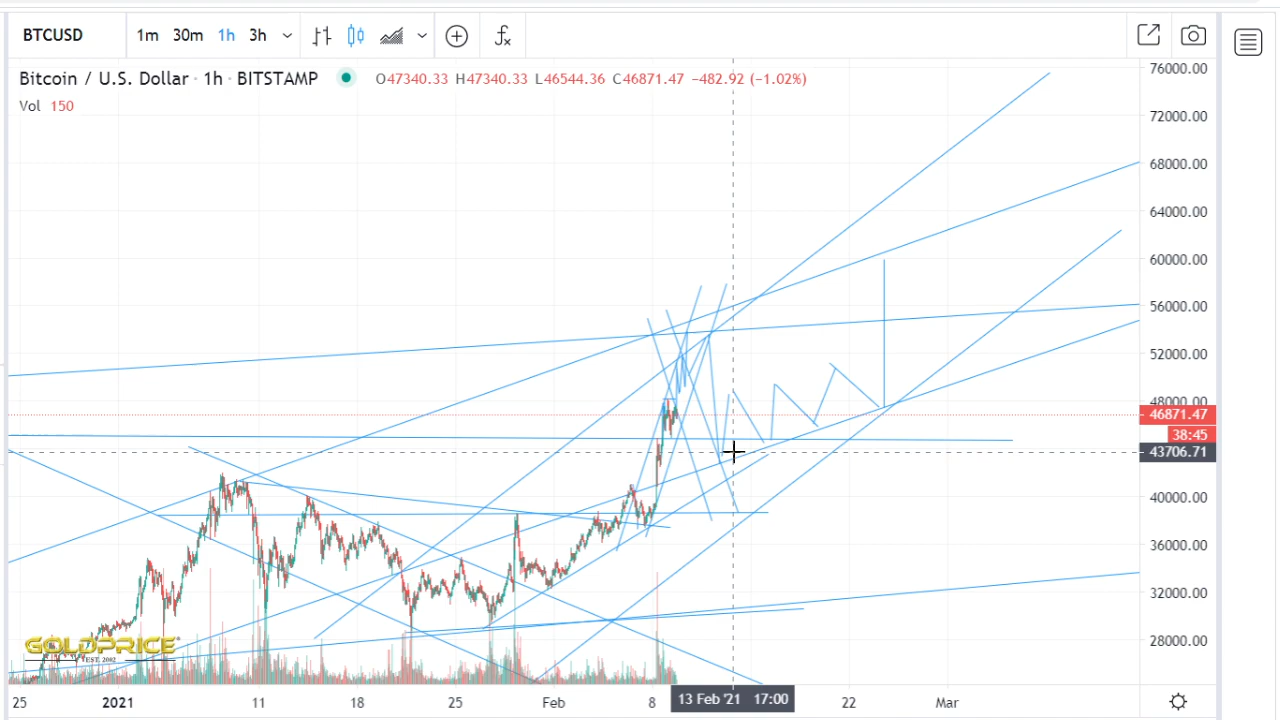 BTCUSD 1m 30m 1h 3h fx
Bitcoin / U.S. Dollar · 1h · BITSTAMP O47340.33 H47340.33 L46544.36 C46871.47 −482.92 (−1.02%)
Vol 150
76000.00
72000.00
68000.00
64000.00
60000.00
56000.00
52000.00
48000.00
46871.47
38:45
43706.71
40000.00
36000.00
32000.00
28000.00
GOLDPRICE
EST. 2002
25 2021 11 18 25 Feb 8 13 Feb '21 17:00 22 Mar